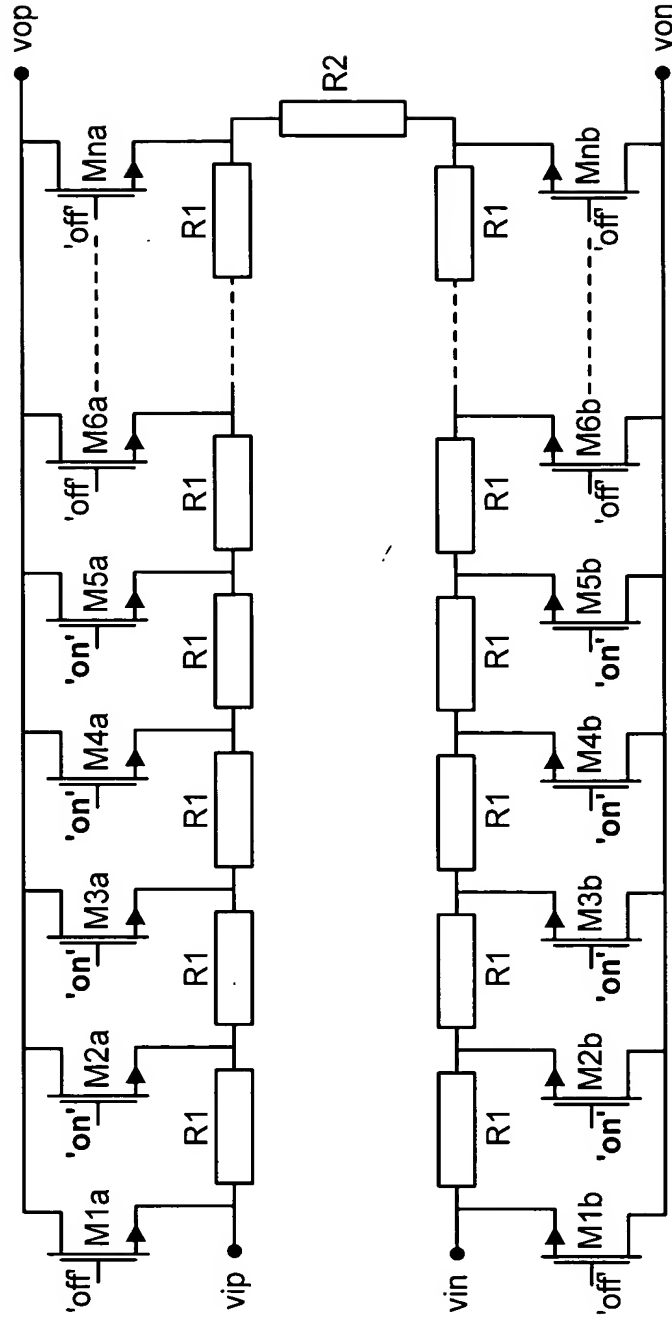 vop
M1a
M2a
M3a
M4a
M5a
M6a
Mna
'off'
'on'
'on'
'on'
'on'
'off'
'off'
R1
R1
R1
R1
R1
R1
R2
vip
vin
R1
R1
R1
R1
R1
R1
M1b
M2b
M3b
M4b
M5b
M6b
Mnb
'off'
'on'
'on'
'on'
'on'
'off'
'off'
von